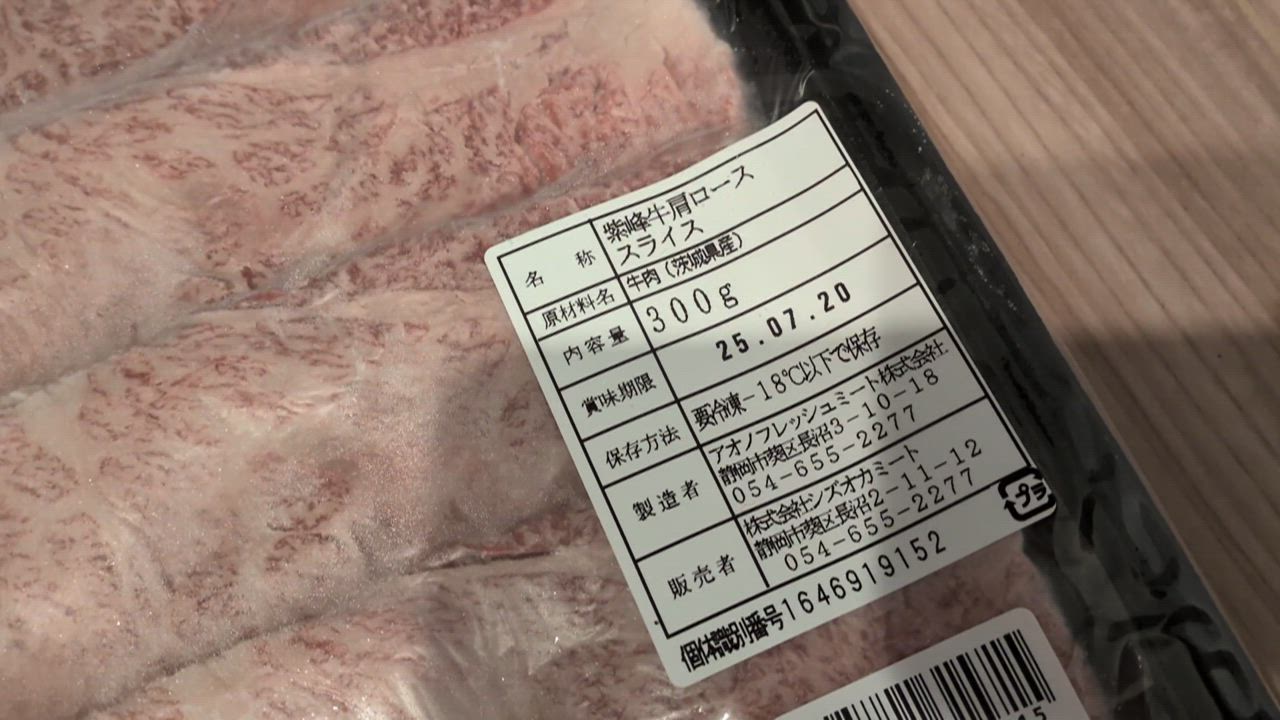 名 称 紫峰牛肩ロース
スライス
原材料名 牛肉(茨城県産)
内容量 300g
賞味期限 25.07.20
保存方法 要冷凍-18℃以下で保存
製造者 アオノフレッシュミート株式会社
静岡市葵区長沼3-10-18
054-655-2277
販売者 株式会社シズオカミート
静岡市葵区長沼2-11-12
054-655-2277
プラ
個体識別番号1646919152